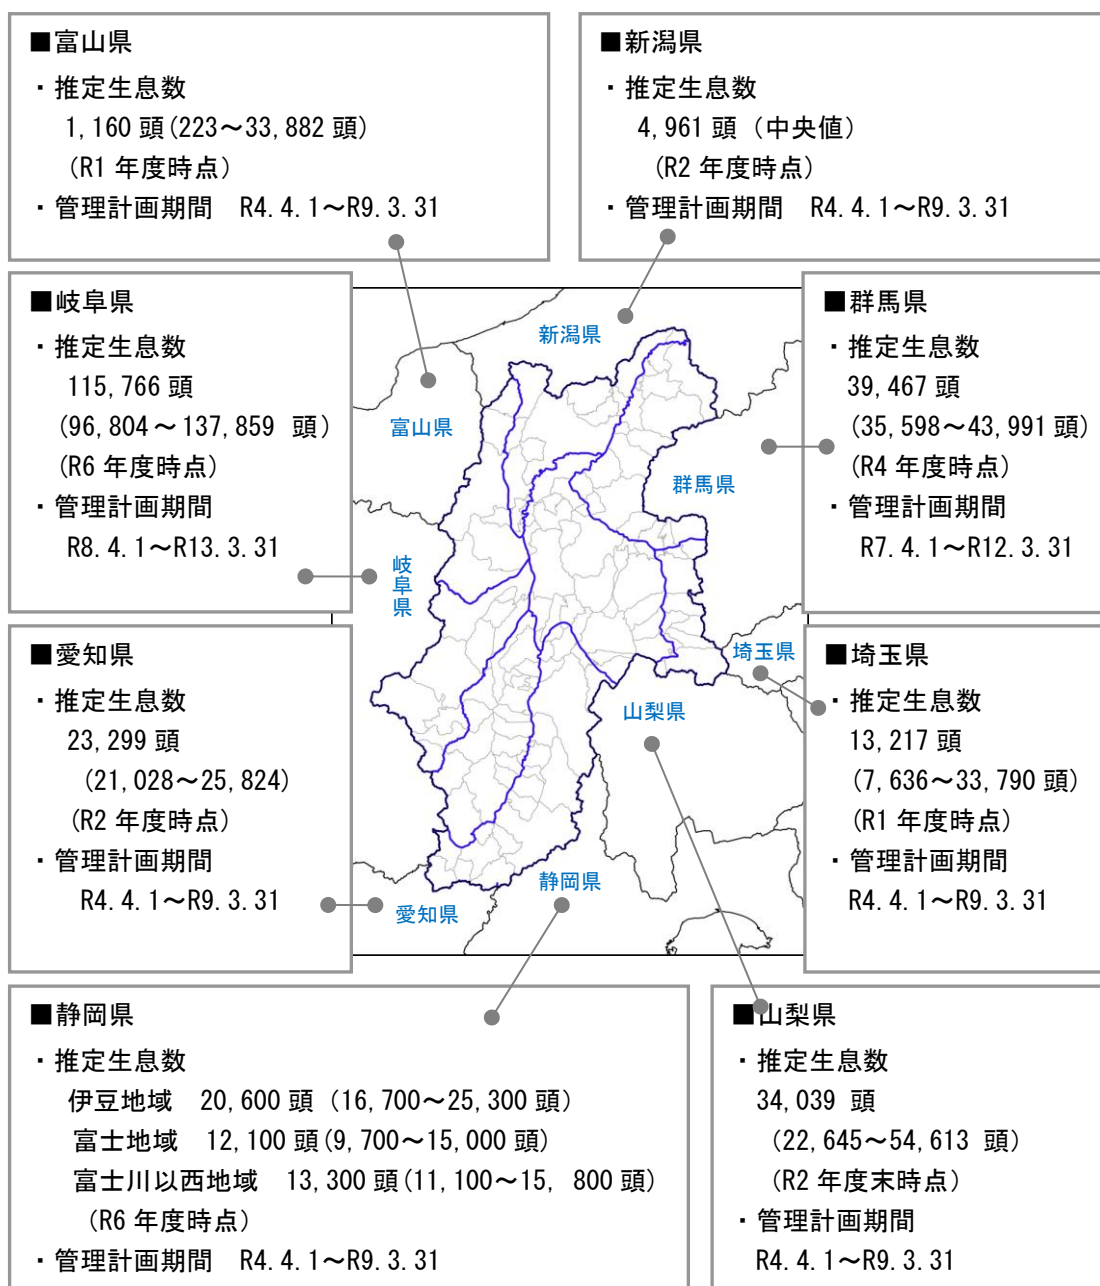 ■富山県
・推定生息数
1,160 頭(223～33,882 頭)
(R1 年度時点)
・管理計画期間　R4.4.1～R9.3.31
■新潟県
・推定生息数
4,961 頭（中央値）
(R2 年度時点)
・管理計画期間　R4.4.1～R9.3.31
■岐阜県
・推定生息数
115,766 頭
(96,804～137,859 頭)
(R6 年度時点)
・管理計画期間
R8.4.1～R13.3.31
■群馬県
・推定生息数
39,467 頭
(35,598～43,991 頭)
(R4 年度時点)
・管理計画期間
R7.4.1～R12.3.31
新潟県
富山県
群馬県
岐阜県
埼玉県
山梨県
静岡県
愛知県
■愛知県
・推定生息数
23,299 頭
(21,028～25,824)
(R2 年度時点)
・管理計画期間
R4.4.1～R9.3.31
■埼玉県
・推定生息数
13,217 頭
(7,636～33,790 頭)
(R1 年度時点)
・管理計画期間
R4.4.1～R9.3.31
■静岡県
・推定生息数
伊豆地域　20,600 頭（16,700～25,300 頭）
富士地域　12,100 頭(9,700～15,000 頭)
富士川以西地域　13,300 頭(11,100～15, 800 頭)
（R6 年度時点）
・管理計画期間　R4.4.1～R9.3.31
■山梨県
・推定生息数
34,039 頭
（22,645～54,613 頭）
（R2 年度末時点）
・管理計画期間
R4.4.1～R9.3.31